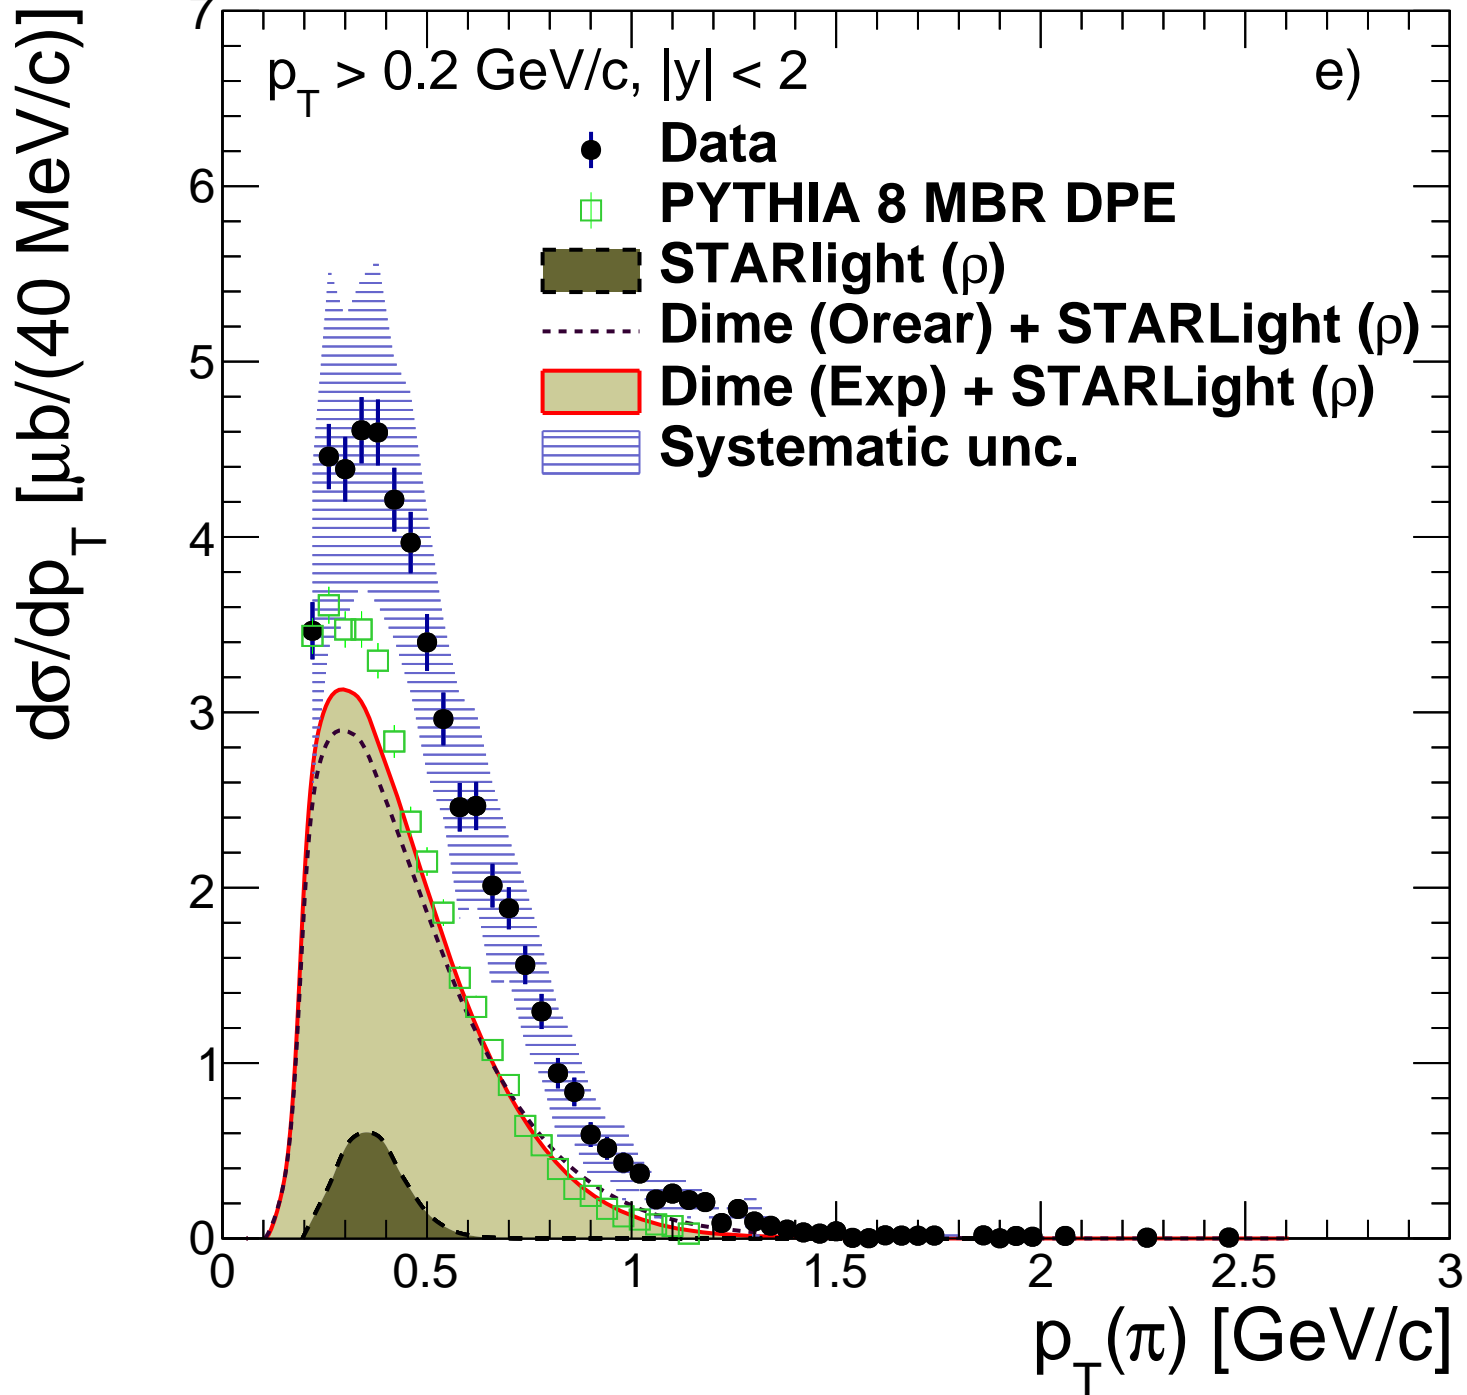 dσ/dp_T [μb/(40 MeV/c)]
7
6
5
4
3
2
1
0
p_T > 0.2 GeV/c, |y| < 2
e)
Data
PYTHIA 8 MBR DPE
STARlight (ρ)
Dime (Orear) + STARLight (ρ)
Dime (Exp) + STARLight (ρ)
Systematic unc.
0 0.5 1 1.5 2 2.5 3
p_T(π) [GeV/c]